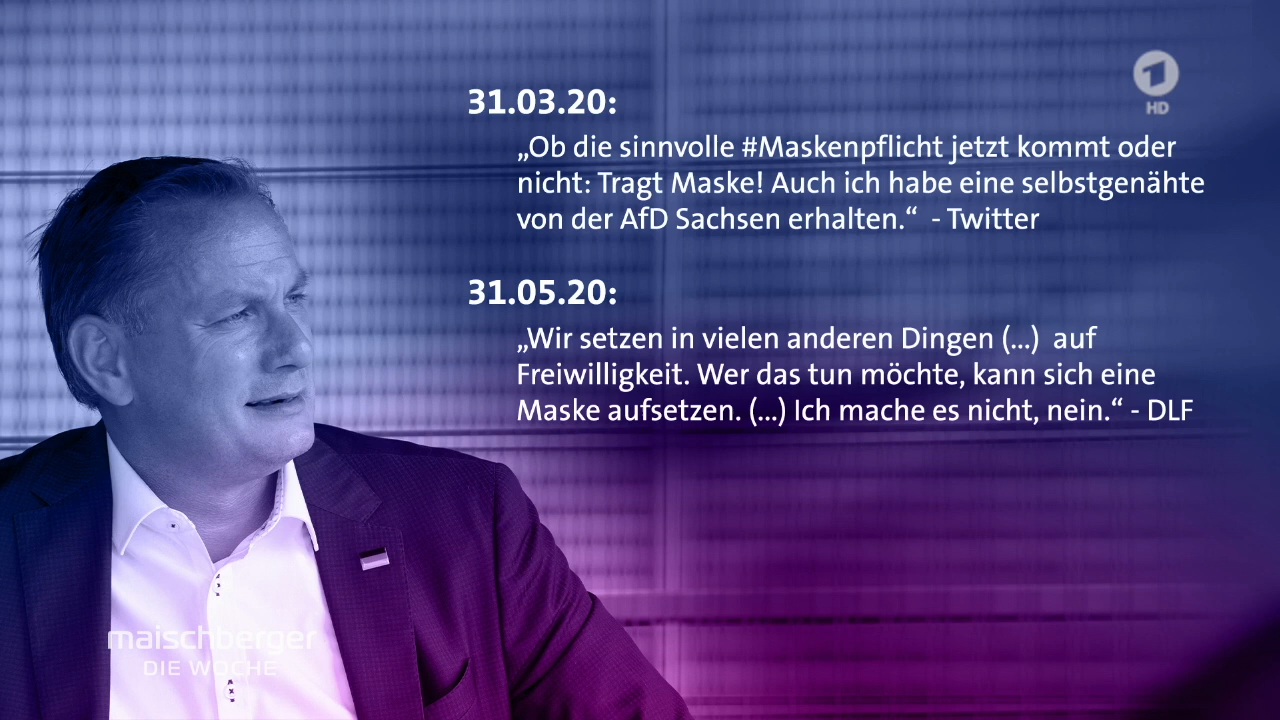 HD
31.03.20:
„Ob die sinnvolle #Maskenpflicht jetzt kommt oder
nicht: Tragt Maske! Auch ich habe eine selbstgenähte
von der AfD Sachsen erhalten.“ - Twitter
31.05.20:
„Wir setzen in vielen anderen Dingen (...) auf
Freiwilligkeit. Wer das tun möchte, kann sich eine
Maske aufsetzen. (...) Ich mache es nicht, nein.“ - DLF
maischberger
DIE WOCHE